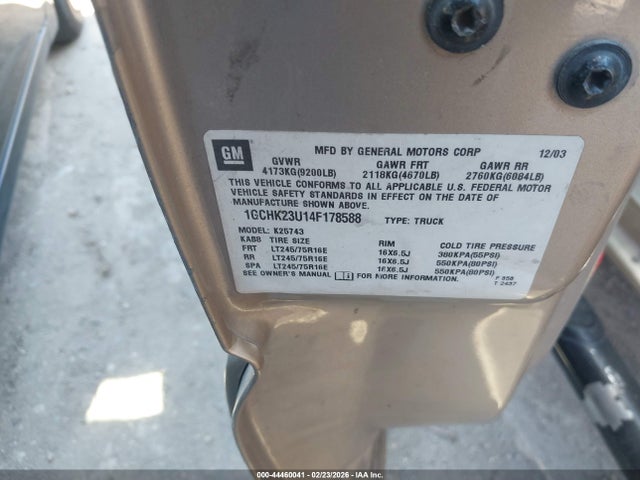 GM
MFD BY GENERAL MOTORS CORP 12/03
GVWR GAWR FRT GAWR RR
4173KG(9200LB) 2118KG(4670LB) 2760KG(6084LB)
THIS VEHICLE CONFORMS TO ALL APPLICABLE U.S. FEDERAL MOTOR
VEHICLE SAFETY STANDARDS IN EFFECT ON THE DATE OF
MANUFACTURE SHOWN ABOVE.
1GCHK23U14F178588 TYPE: TRUCK
MODEL: K25743
KA88 TIRE SIZE RIM COLD TIRE PRESSURE
FRT LT245/75R16E 16X6.5J 380KPA(55PSI)
RR LT245/75R16E 16X6.5J 550KPA(80PSI)
SPA LT245/75R16E 16X6.5J 550KPA(80PSI)
SEE OWNER'S MANUAL FOR MORE INFORMATION.
P 858
T 2487
000-44460041 - 02/23/2026 - IAA Inc.